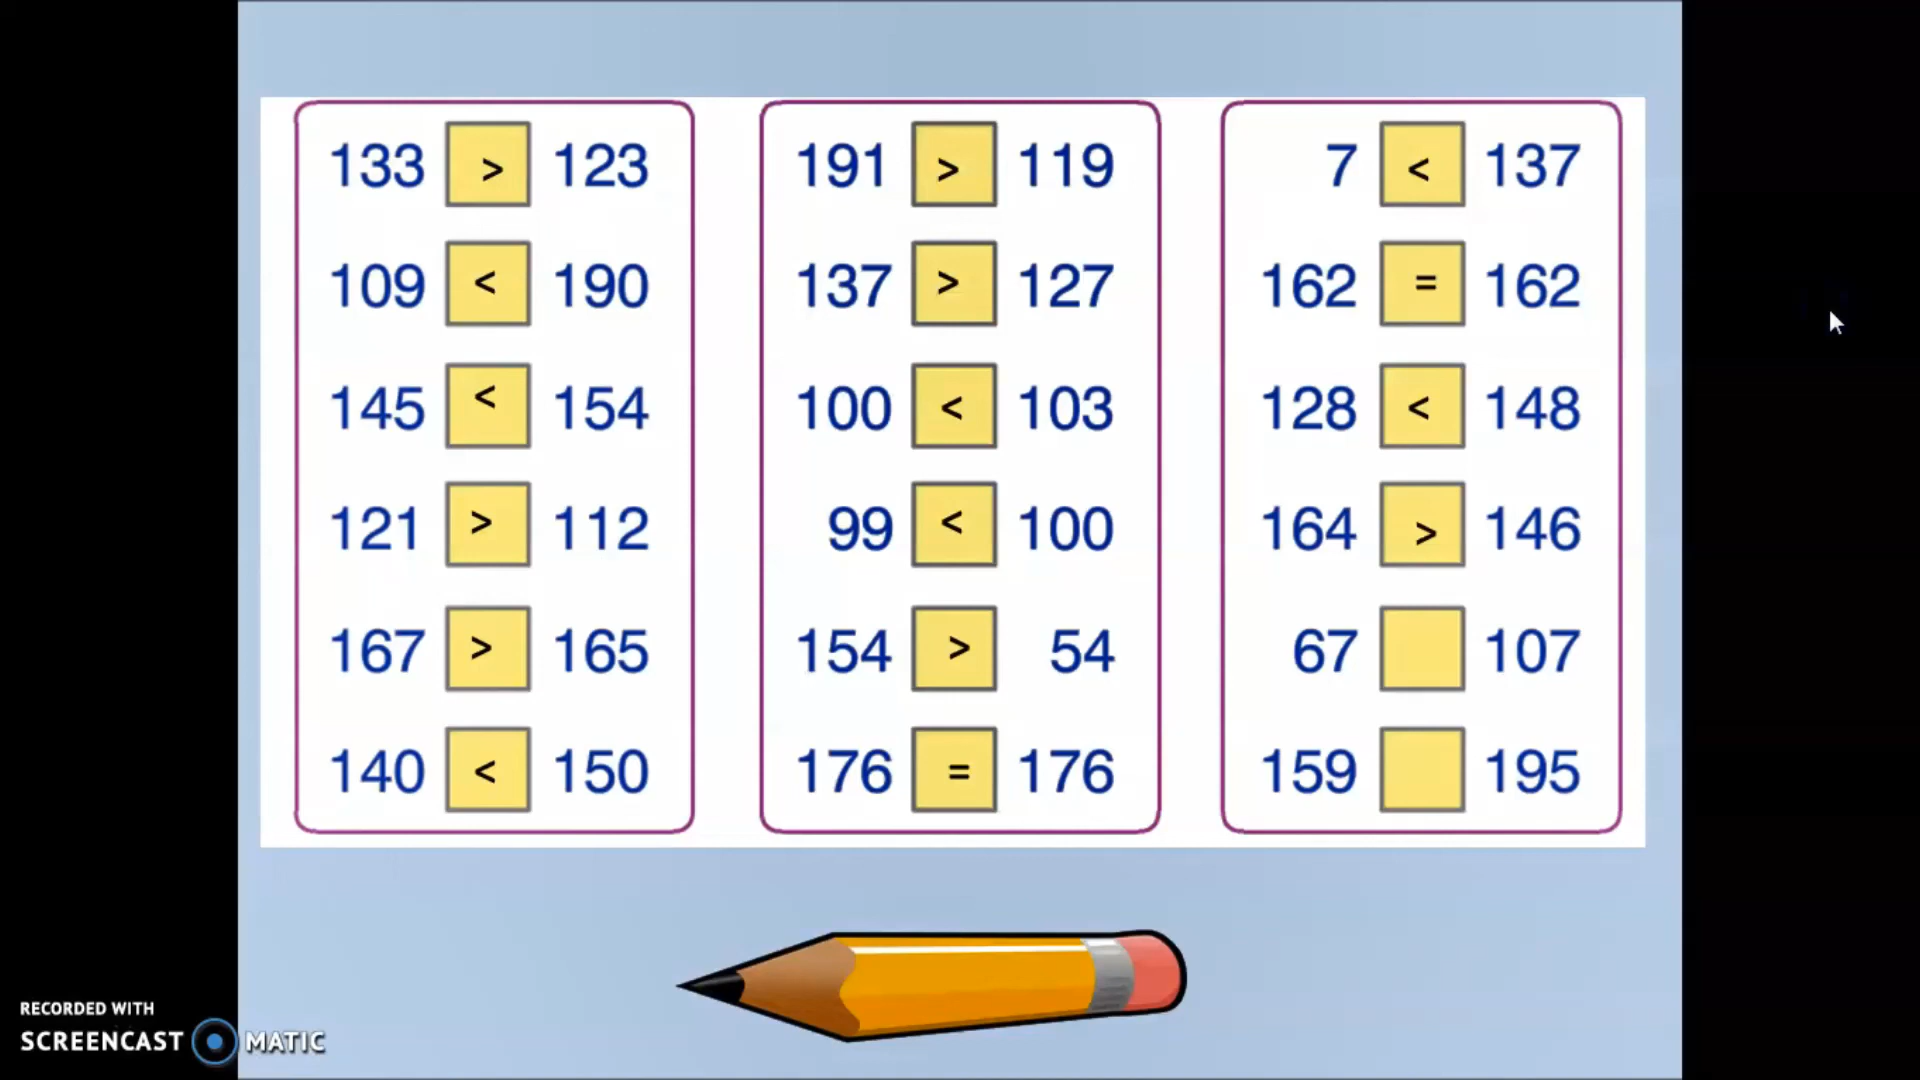 133 > 123
109 < 190
145 < 154
121 > 112
167 > 165
140 < 150
191 > 119
137 > 127
100 < 103
99 < 100
154 > 54
176 = 176
7 < 137
162 = 162
128 < 148
164 > 146
67 107
159 195
RECORDED WITH
SCREENCAST MATIC